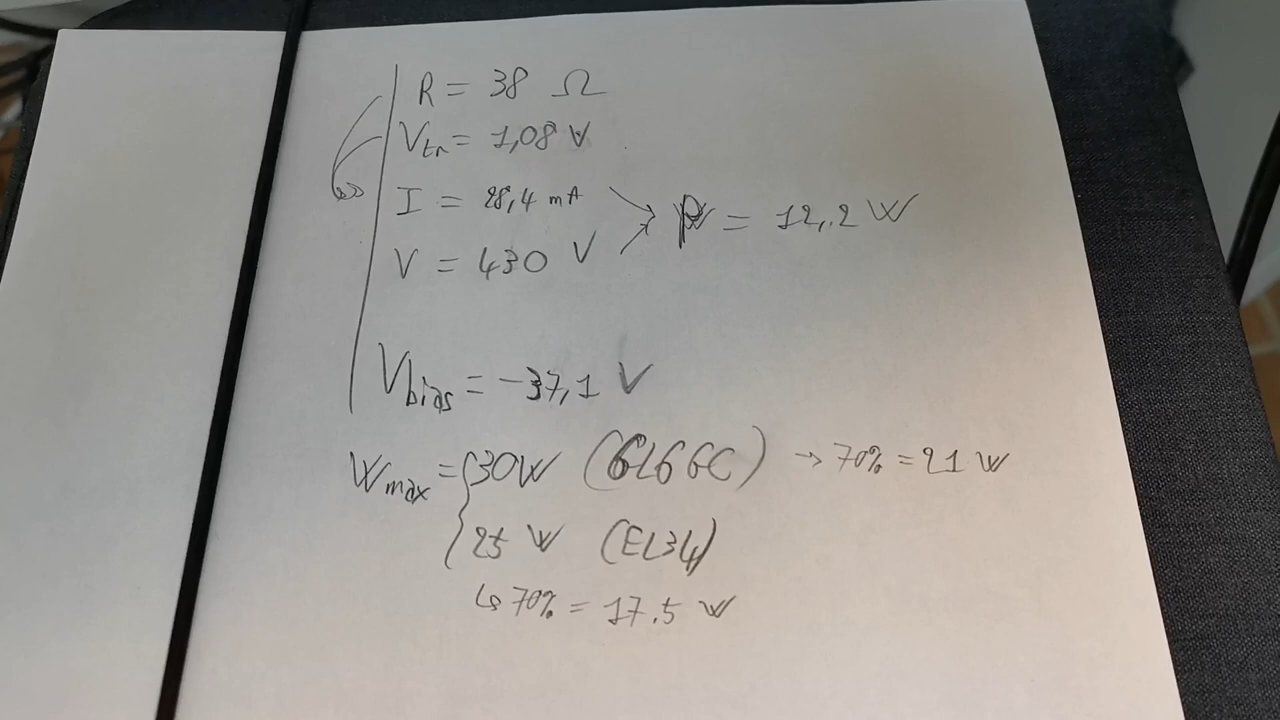 R = 38 Ω
Vtr = 1,08 V
I = 28,4 mA
= 12,2 W
V = 430 V
Vbias = -37,1 V
Wmax = { 30W (6L6GC) → 70% = 21 W
25 W (EL34)
↳ 70% = 17.5 W